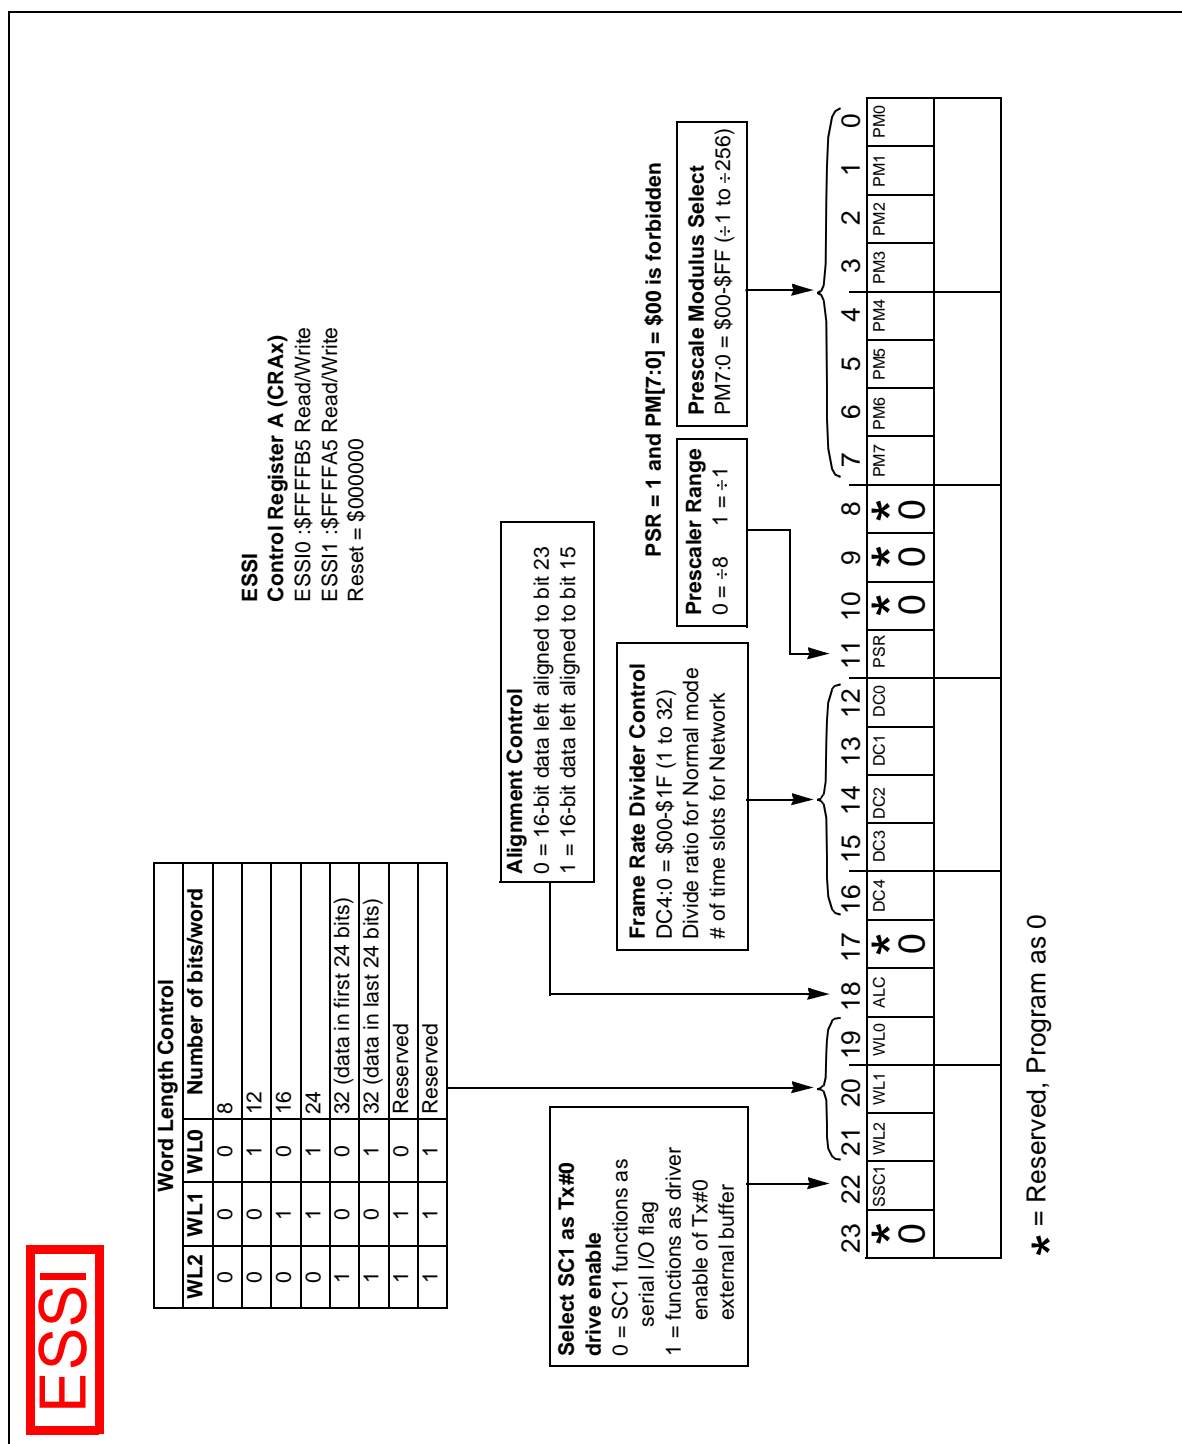 ESSI
ESSI
Control Register A (CRAx)
ESSI0 :$FFFFB5 Read/Write
ESSI1 :$FFFFA5 Read/Write
Reset = $000000
Word Length Control
WL2 WL1 WL0 Number of bits/word
0 0 0 8
0 0 1 12
0 1 0 16
0 1 1 24
1 0 0 32 (data in first 24 bits)
1 0 1 32 (data in last 24 bits)
1 1 0 Reserved
1 1 1 Reserved
Alignment Control
0 = 16-bit data left aligned to bit 23
1 = 16-bit data left aligned to bit 15
Select SC1 as Tx#0
drive enable
0 = SC1 functions as
serial I/O flag
1 = functions as driver
enable of Tx#0
external buffer
Frame Rate Divider Control
DC4:0 = $00-$1F (1 to 32)
Divide ratio for Normal mode
# of time slots for Network
PSR = 1 and PM[7:0] = $00 is forbidden
Prescaler Range
0 = ÷8 1 = ÷1
Prescale Modulus Select
PM7:0 = $00-$FF (÷1 to ÷256)
23 22 21 20 19 18 17 16 15 14 13 12 11 10 9 8 7 6 5 4 3 2 1 0
* SSC1 WL2 WL1 WL0 ALC * DC4 DC3 DC2 DC1 DC0 PSR * * * PM7 PM6 PM5 PM4 PM3 PM2 PM1 PM0
0 0 0 0 0
* = Reserved, Program as 0